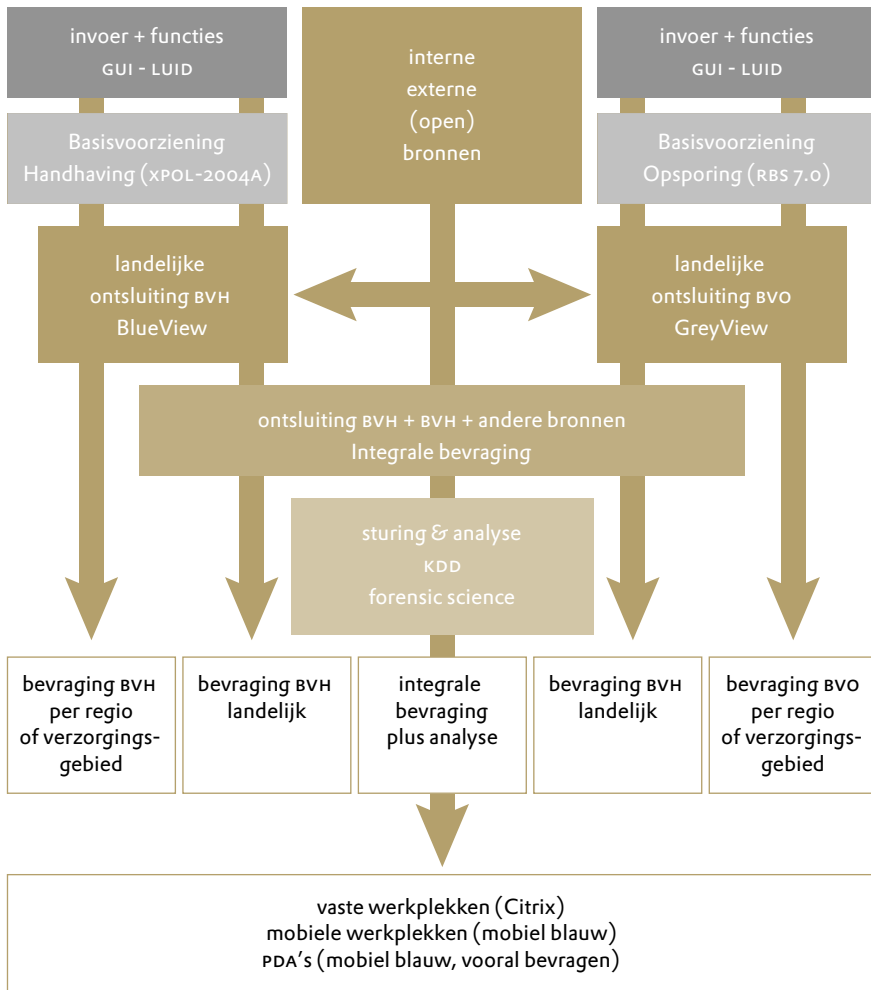 invoer + functies
GUI - LUID
interne
externe
(open)
bronnen
invoer + functies
GUI - LUID
Basisvoorziening
Handhaving (XPOL-2004A)
Basisvoorziening
Opsporing (RBS 7.0)
landelijke
ontsluiting BVH
BlueView
landelijke
ontsluiting BVO
GreyView
ontsluiting BVH + BVH + andere bronnen
Integrale bevraging
sturing & analyse
KDD
forensic science
bevraging BVH
per regio
of verzorgings-
gebied
bevraging BVH
landelijk
integrale
bevraging
plus analyse
bevraging BVH
landelijk
bevraging BVO
per regio
of verzorgings-
gebied
vaste werkplekken (Citrix)
mobiele werkplekken (mobiel blauw)
PDA's (mobiel blauw, vooral bevragen)